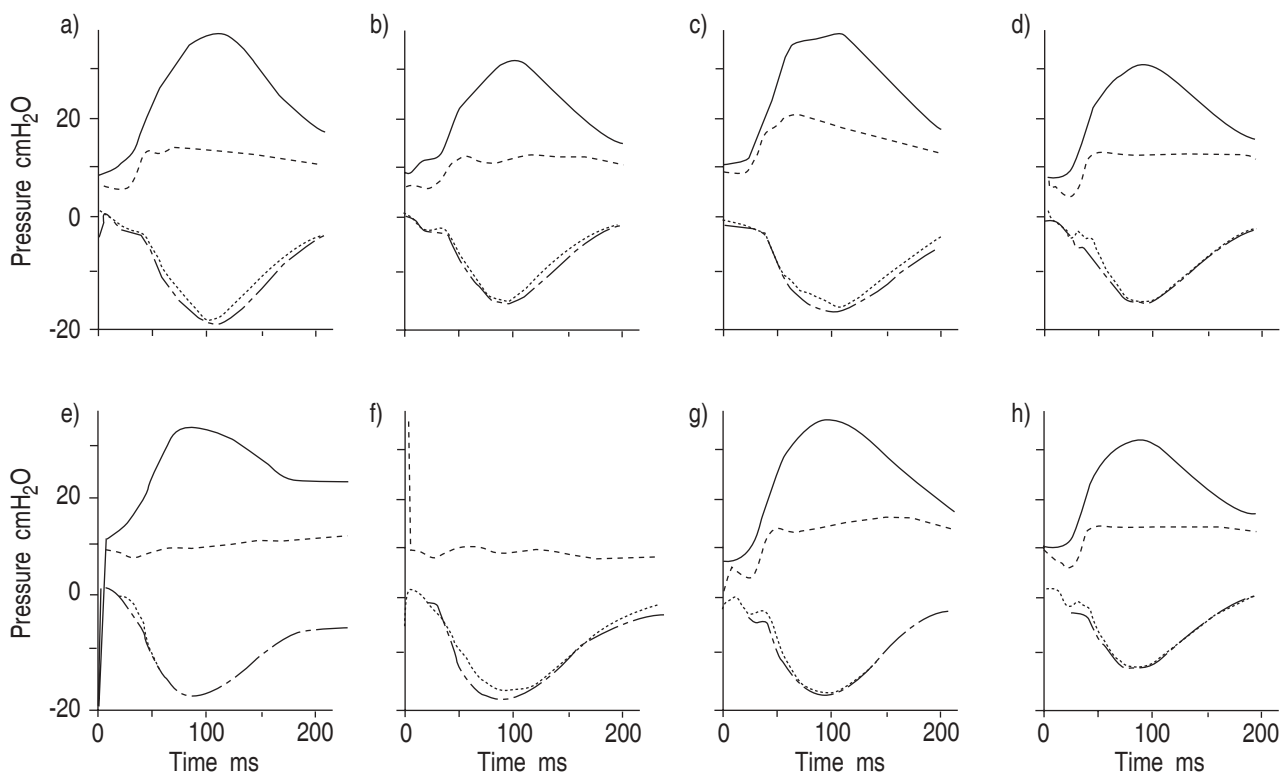 a) b) c) d)
Pressure cmH₂O
20
0
-20
e) f) g) h)
Pressure cmH₂O
20
0
-20
0 100 200 0 100 200 0 100 200 0 100 200
Time ms Time ms Time ms Time ms